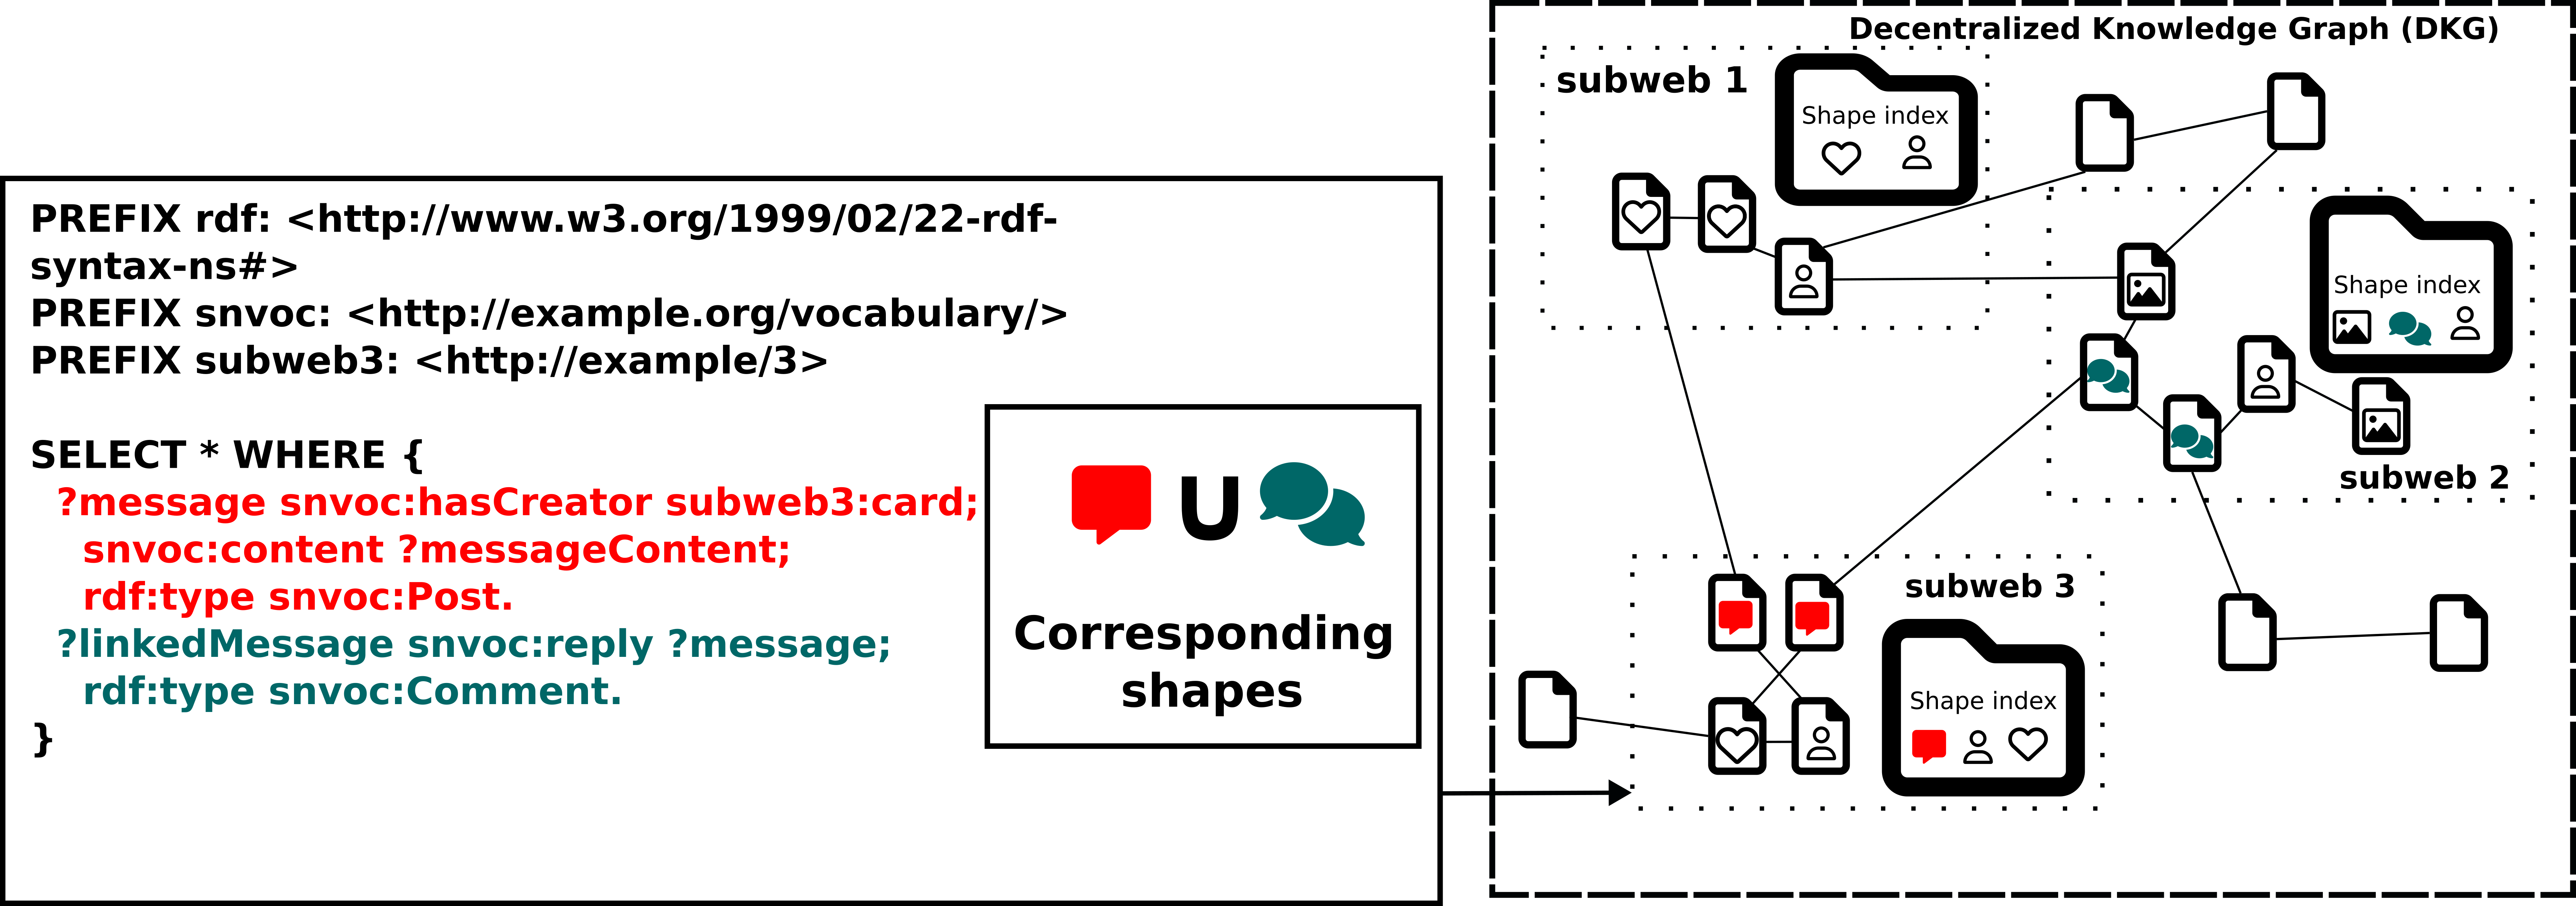 PREFIX rdf: <http://www.w3.org/1999/02/22-rdf-
syntax-ns#>
PREFIX snvoc: <http://example.org/vocabulary/>
PREFIX subweb3: <http://example/3>
SELECT * WHERE {
?message snvoc:hasCreator subweb3:card;
snvoc:content ?messageContent;
rdf:type snvoc:Post.
?linkedMessage snvoc:reply ?message;
rdf:type snvoc:Comment.
}
U
Corresponding
shapes
Decentralized Knowledge Graph (DKG)
subweb 1
Shape index
Shape index
subweb 2
subweb 3
Shape index